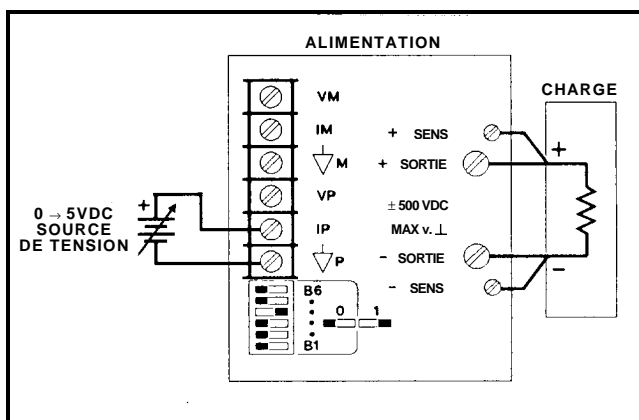 ALIMENTATION
CHARGE
VM
IM
M
VP
IP
P
+ SENS
+ SORTIE
± 500 VDC
MAX v. ⊥
− SORTIE
− SENS
+
−
+
0 → 5VDC
SOURCE
DE TENSION
B6
B1
0 1